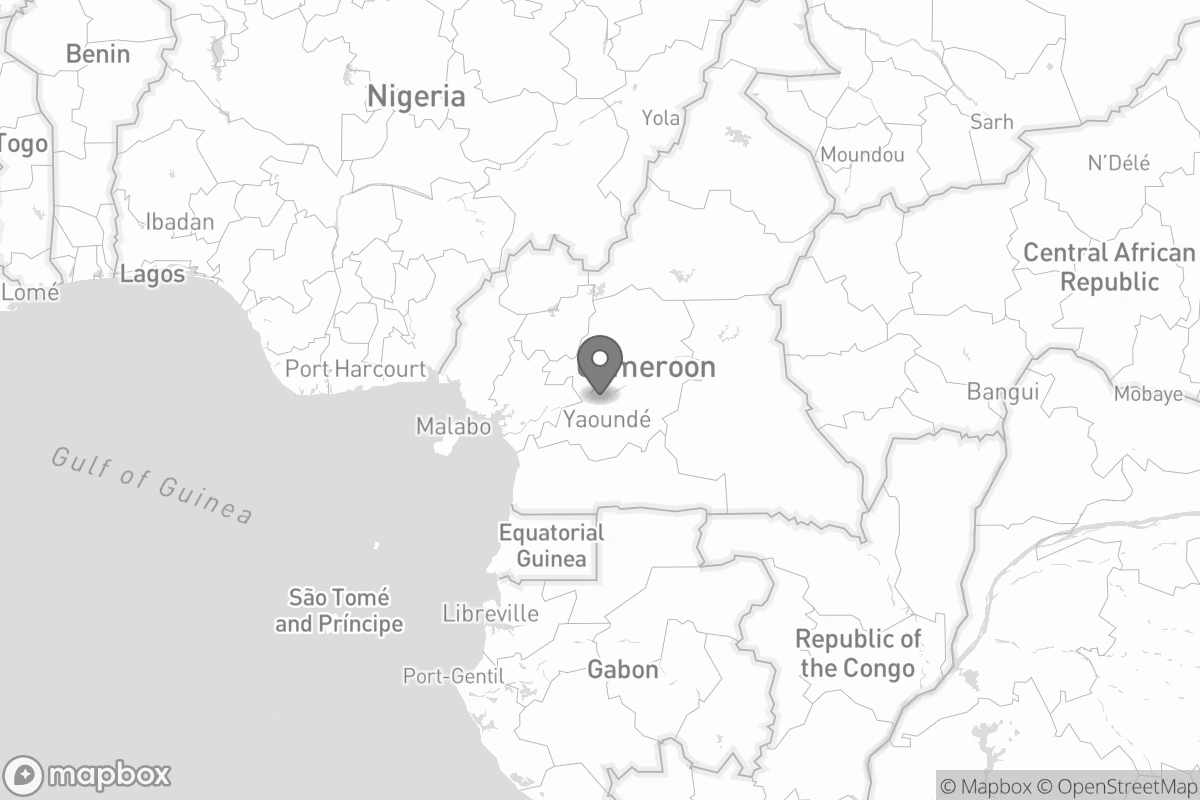 Benin
Nigeria
Togo
Yola
Sarh
Moundou
N'Délé
Ibadan
Central African
Republic
Lagos
Lomé
Port Harcourt
meroon
Bangui
Mobaye
Malabo
Yaoundé
Gulf of Guinea
Equatorial
Guinea
São Tomé
and Príncipe
Libreville
Republic of
the Congo
Gabon
Port-Gentil
mapbox
© Mapbox © OpenStreetMap